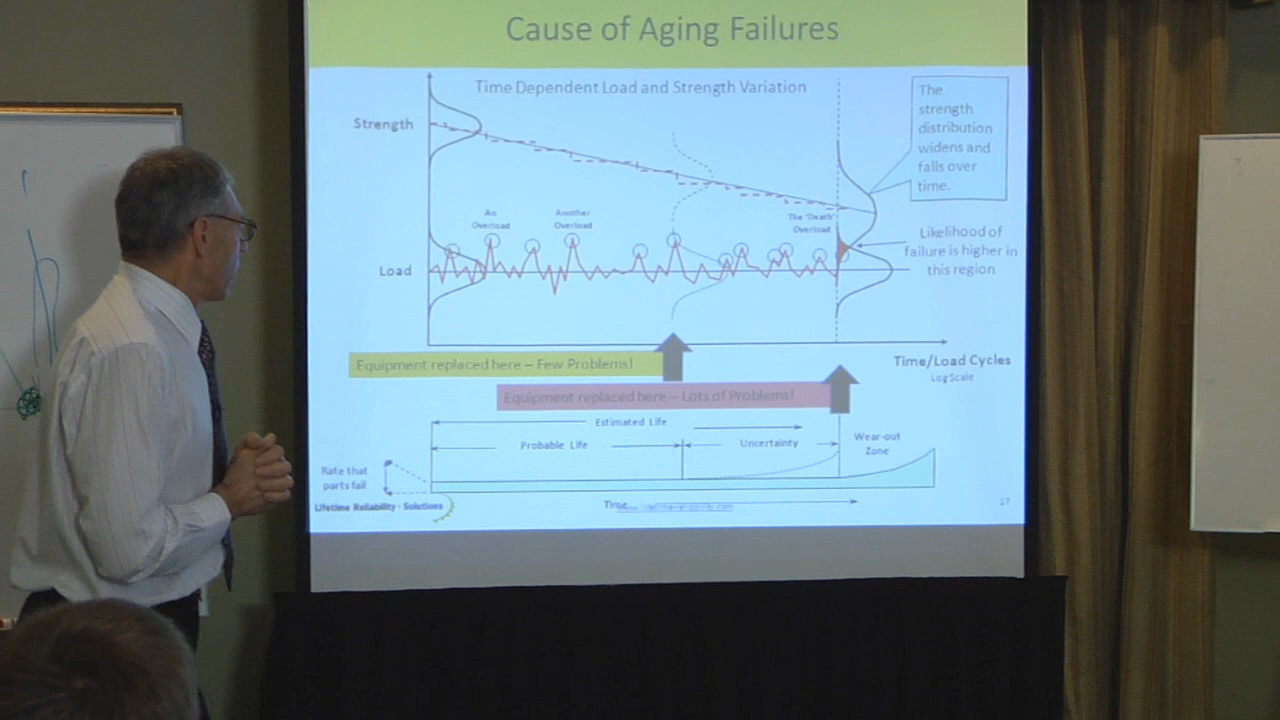 Cause of Aging Failures
Time Dependent Load and Strength Variation
The
strength
distribution
widens and
falls over
time.
Strength
An
Overload
Another
Overload
The 'Death'
Overload
Likelihood of
failure is higher in
this region
Load
Equipment replaced here – Few Problems!
Time/Load Cycles
Log Scale
Equipment replaced here – Lots of Problems!
Estimated Life
Probable Life
Uncertainty
Wear-out
Zone
Rate that
parts fail
Lifetime Reliability - Solutions
Time
17